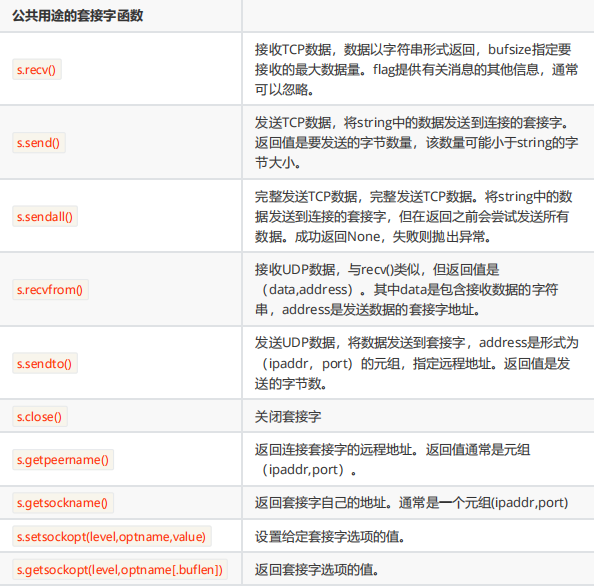 公共用途的套接字函数
s.recv()
接收TCP数据，数据以字符串形式返回，bufsize指定要
接收的最大数据量。flag提供有关消息的其他信息，通常
可以忽略。
s.send()
发送TCP数据，将string中的数据发送到连接的套接字。
返回值是要发送的字节数量，该数量可能小于string的字
节大小。
s.sendall()
完整发送TCP数据，完整发送TCP数据。将string中的数
据发送到连接的套接字，但在返回之前会尝试发送所有
数据。成功返回None，失败则抛出异常。
s.recvfrom()
接收UDP数据，与recv()类似，但返回值是
（data,address）。其中data是包含接收数据的字符
串，address是发送数据的套接字地址。
s.sendto()
发送UDP数据，将数据发送到套接字，address是形式为
（ipaddr，port）的元组，指定远程地址。返回值是发
送的字节数。
s.close()
关闭套接字
s.getpeername()
返回连接套接字的远程地址。返回值通常是元组
（ipaddr,port）。
s.getsockname()
返回套接字自己的地址。通常是一个元组(ipaddr,port)
s.setsockopt(level,optname,value)
设置给定套接字选项的值。
s.getsockopt(level,optname[.buflen])
返回套接字选项的值。